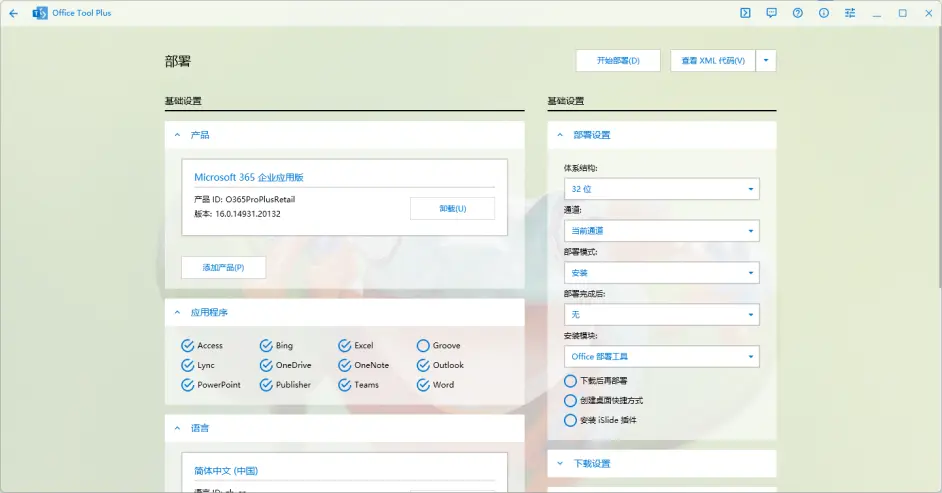 Office Tool Plus
部署
开始部署(D)
查看 XML 代码(V)
基础设置
产品
Microsoft 365 企业应用版
产品 ID: O365ProPlusRetail
版本: 16.0.14931.20132
卸载(U)
添加产品(P)
应用程序
Access
Bing
Excel
Groove
Lync
OneDrive
OneNote
Outlook
PowerPoint
Publisher
Teams
Word
语言
简体中文 (中国)
语言 ID: zh-cn
基础设置
部署设置
体系结构:
32 位
通道:
当前通道
部署模式:
安装
部署完成后:
无
安装模块:
Office 部署工具
下载后再部署
创建桌面快捷方式
安装 iSlide 插件
下载设置